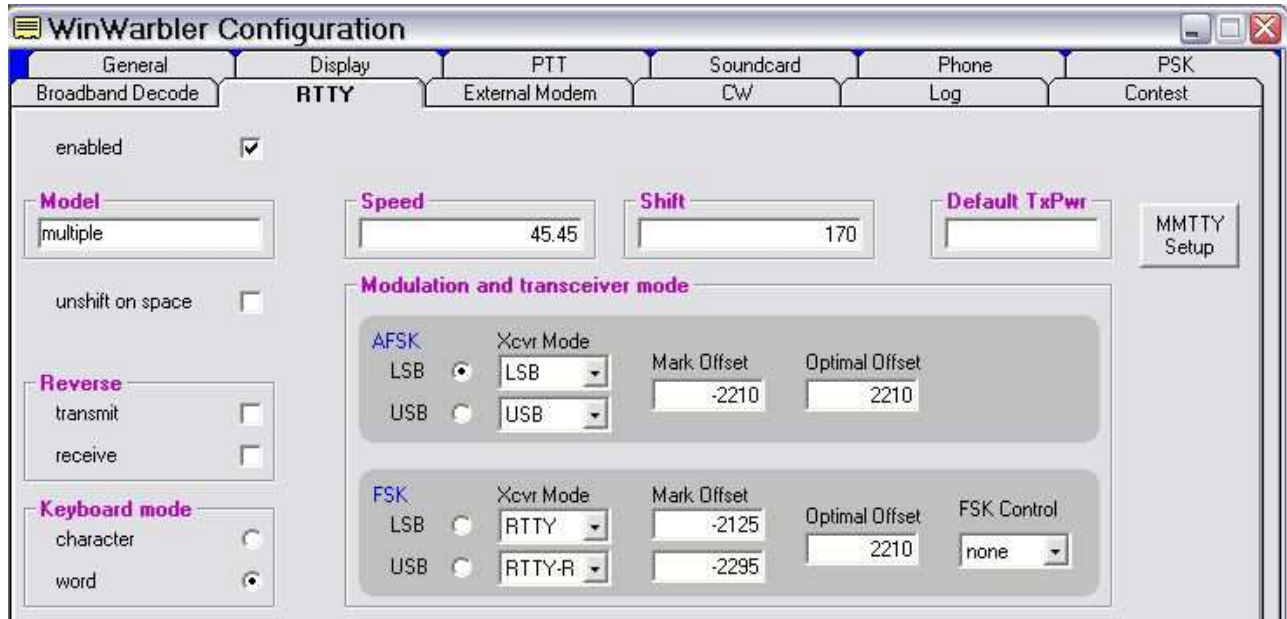 WinWarbler Configuration
General Display PTT Soundcard Phone PSK
Broadband Decode RTTY External Modem CW Log Contest
enabled
Model Speed Shift Default TxPwr
multiple 45.45 170
MMTTY
Setup
unshift on space
Modulation and transceiver mode
AFSK Xcvr Mode Mark Offset Optimal Offset
LSB LSB -2210 2210
USB USB
Reverse
transmit
receive
FSK Xcvr Mode Mark Offset Optimal Offset FSK Control
LSB RTTY -2125 2210 none
USB RTTY-R -2295
Keyboard mode
character
word